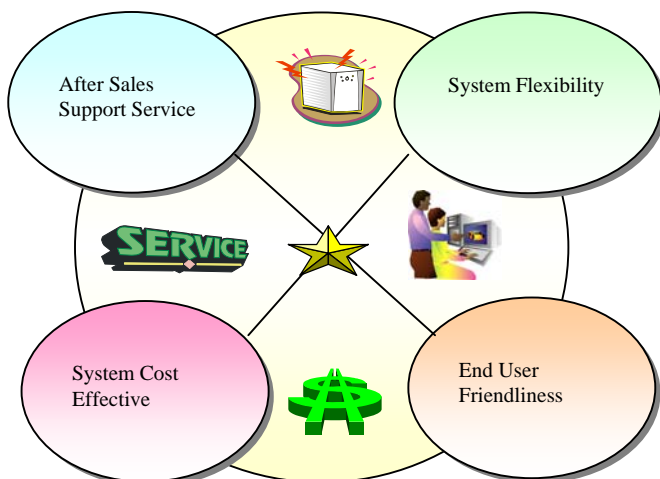 After Sales
Support Service
System Flexibility
SERVICE
System Cost
Effective
End User
Friendliness